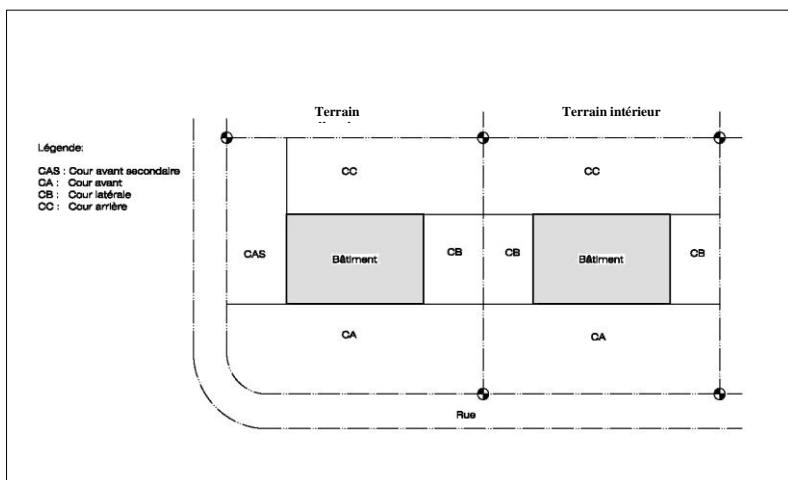 Terrain
Terrain intérieur
Légende:
CAS : Cour avant secondaire
CA : Cour avant
CB : Cour latérale
CC : Cour arrière
CC
CC
CAS
Bâtiment
CB
CB
Bâtiment
CB
CA
CA
Rue